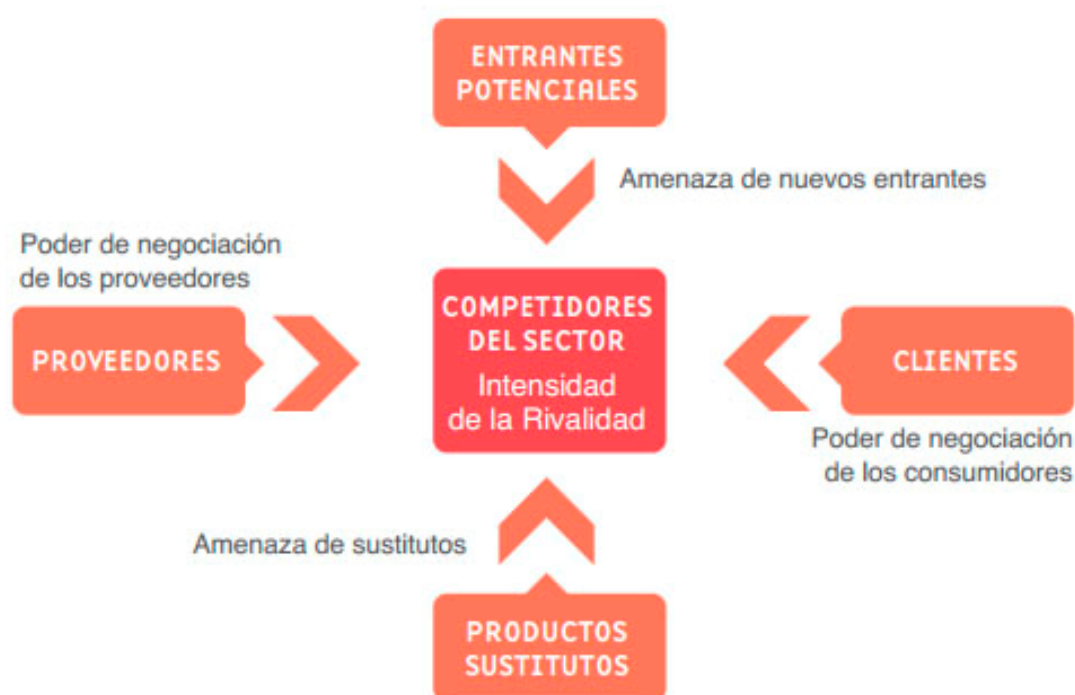 ENTRANTES
POTENCIALES
Amenaza de nuevos entrantes
Poder de negociación
de los proveedores
PROVEEDORES
COMPETIDORES
DEL SECTOR
Intensidad
de la Rivalidad
CLIENTES
Poder de negociación
de los consumidores
Amenaza de sustitutos
PRODUCTOS
SUSTITUTOS